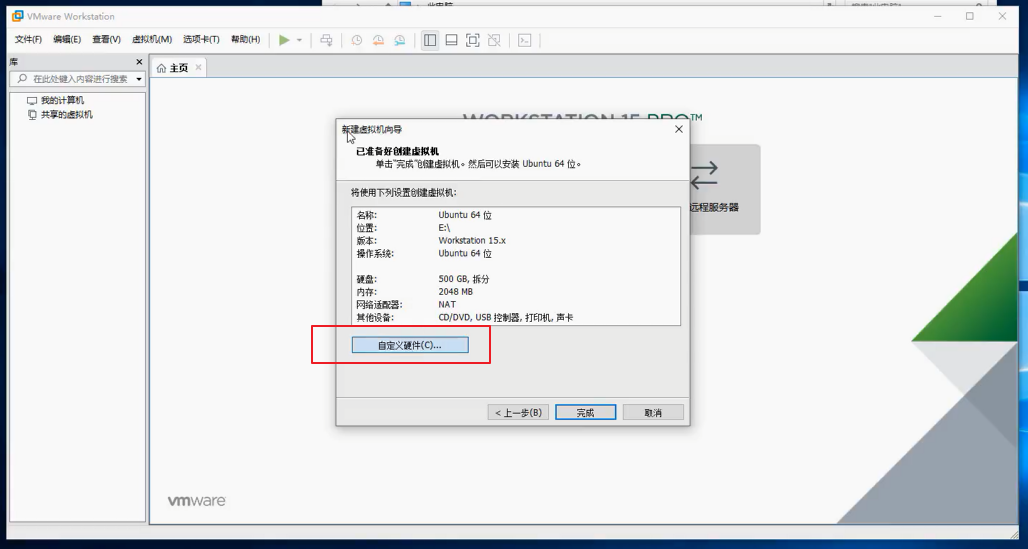 VMware Workstation
文件(F) 编辑(E) 查看(V) 虚拟机(M) 选项卡(T) 帮助(H)
库
在此处键入内容进行搜索
我的计算机
共享的虚拟机
主页
WORKSTATION 15 PRO™
远程服务器
新建虚拟机向导
已准备好创建虚拟机
单击"完成"创建虚拟机。然后可以安装 Ubuntu 64 位。
将使用下列设置创建虚拟机:
名称: Ubuntu 64 位
位置: E:\
版本: Workstation 15.x
操作系统: Ubuntu 64 位
硬盘: 500 GB, 拆分
内存: 2048 MB
网络适配器: NAT
其他设备: CD/DVD, USB 控制器, 打印机, 声卡
自定义硬件(C)...
< 上一步(B) 完成 取消
vmware